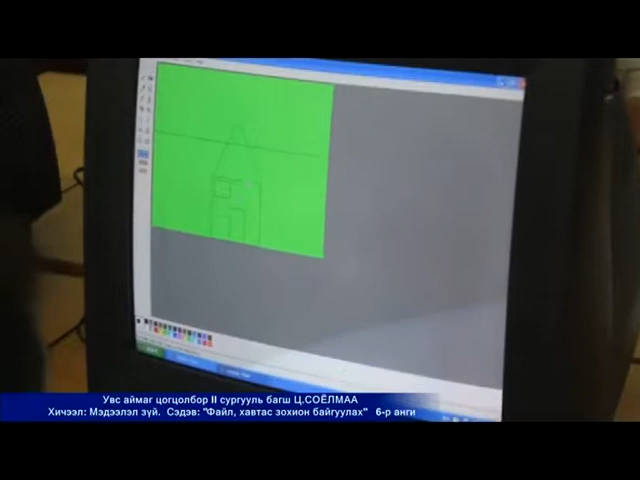 Увс аймаг цогцолбор II сургууль багш Ц.СОЁЛМАА
Хичээл: Мэдээлэл зүй. Сэдэв: "Файл, хавтас зохион байгуулах" 6-р анги